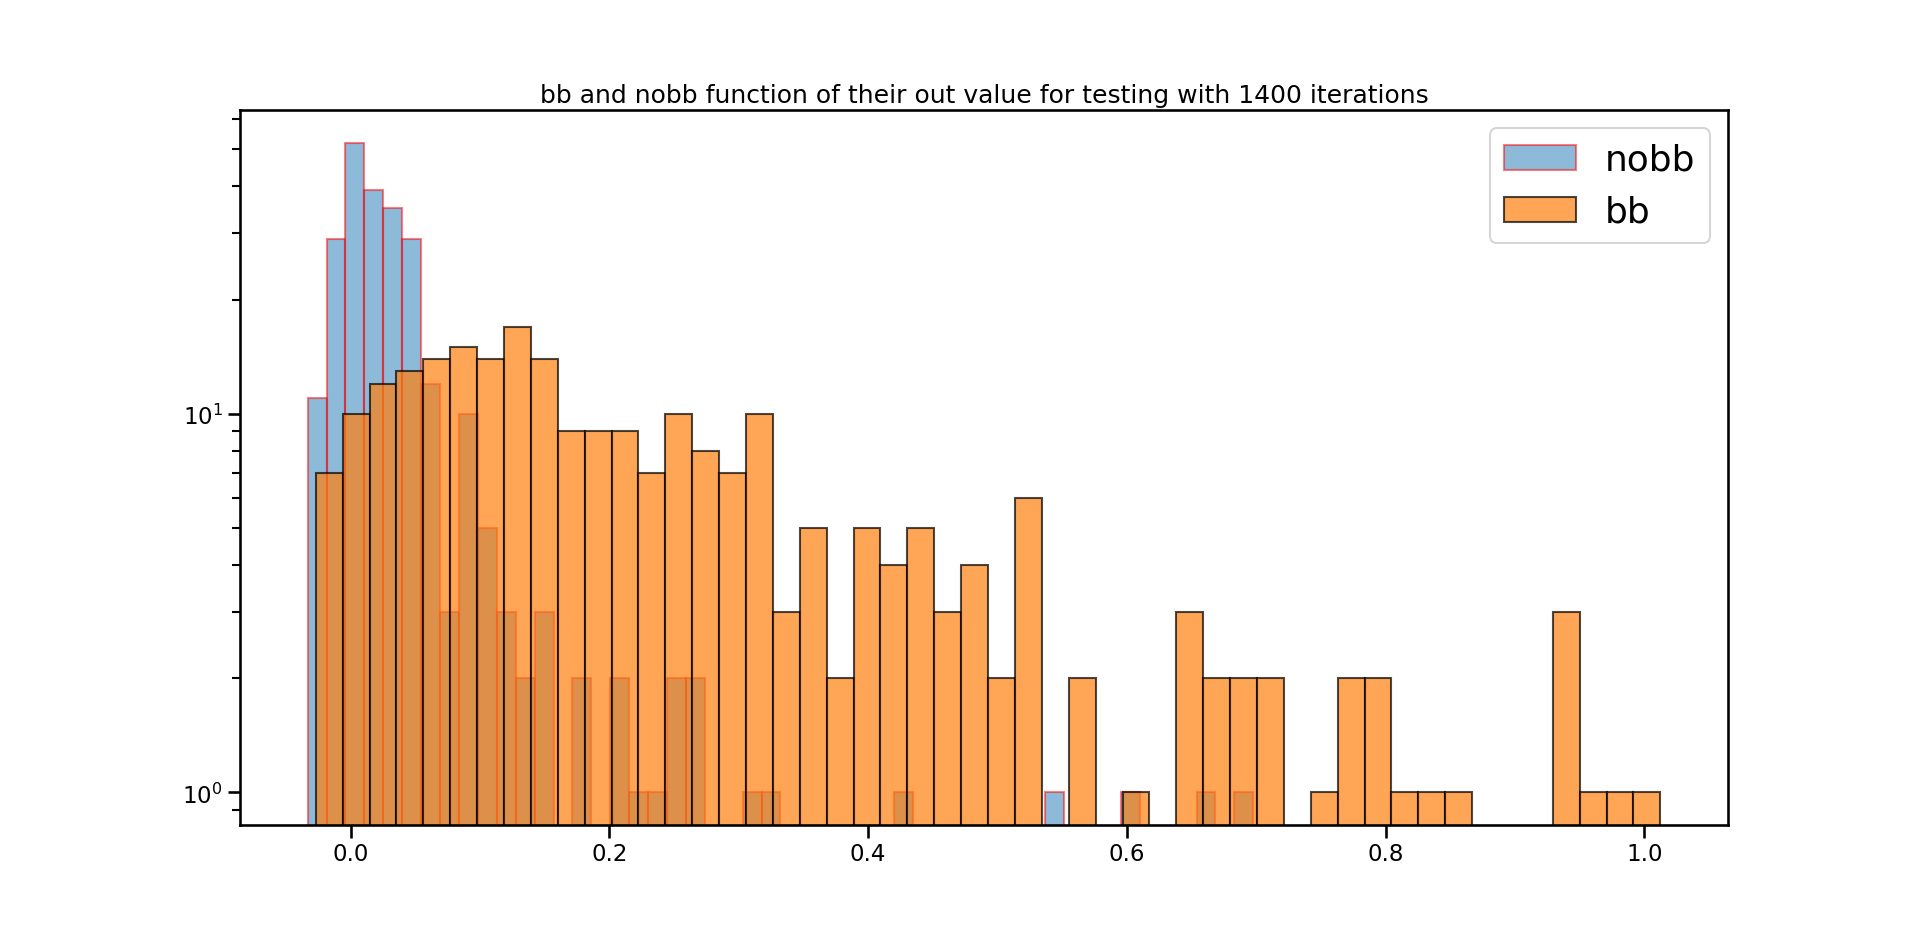 bb and nobb function of their out value for testing with 1400 iterations
nobb
bb
10¹
10⁰
0.0 0.2 0.4 0.6 0.8 1.0